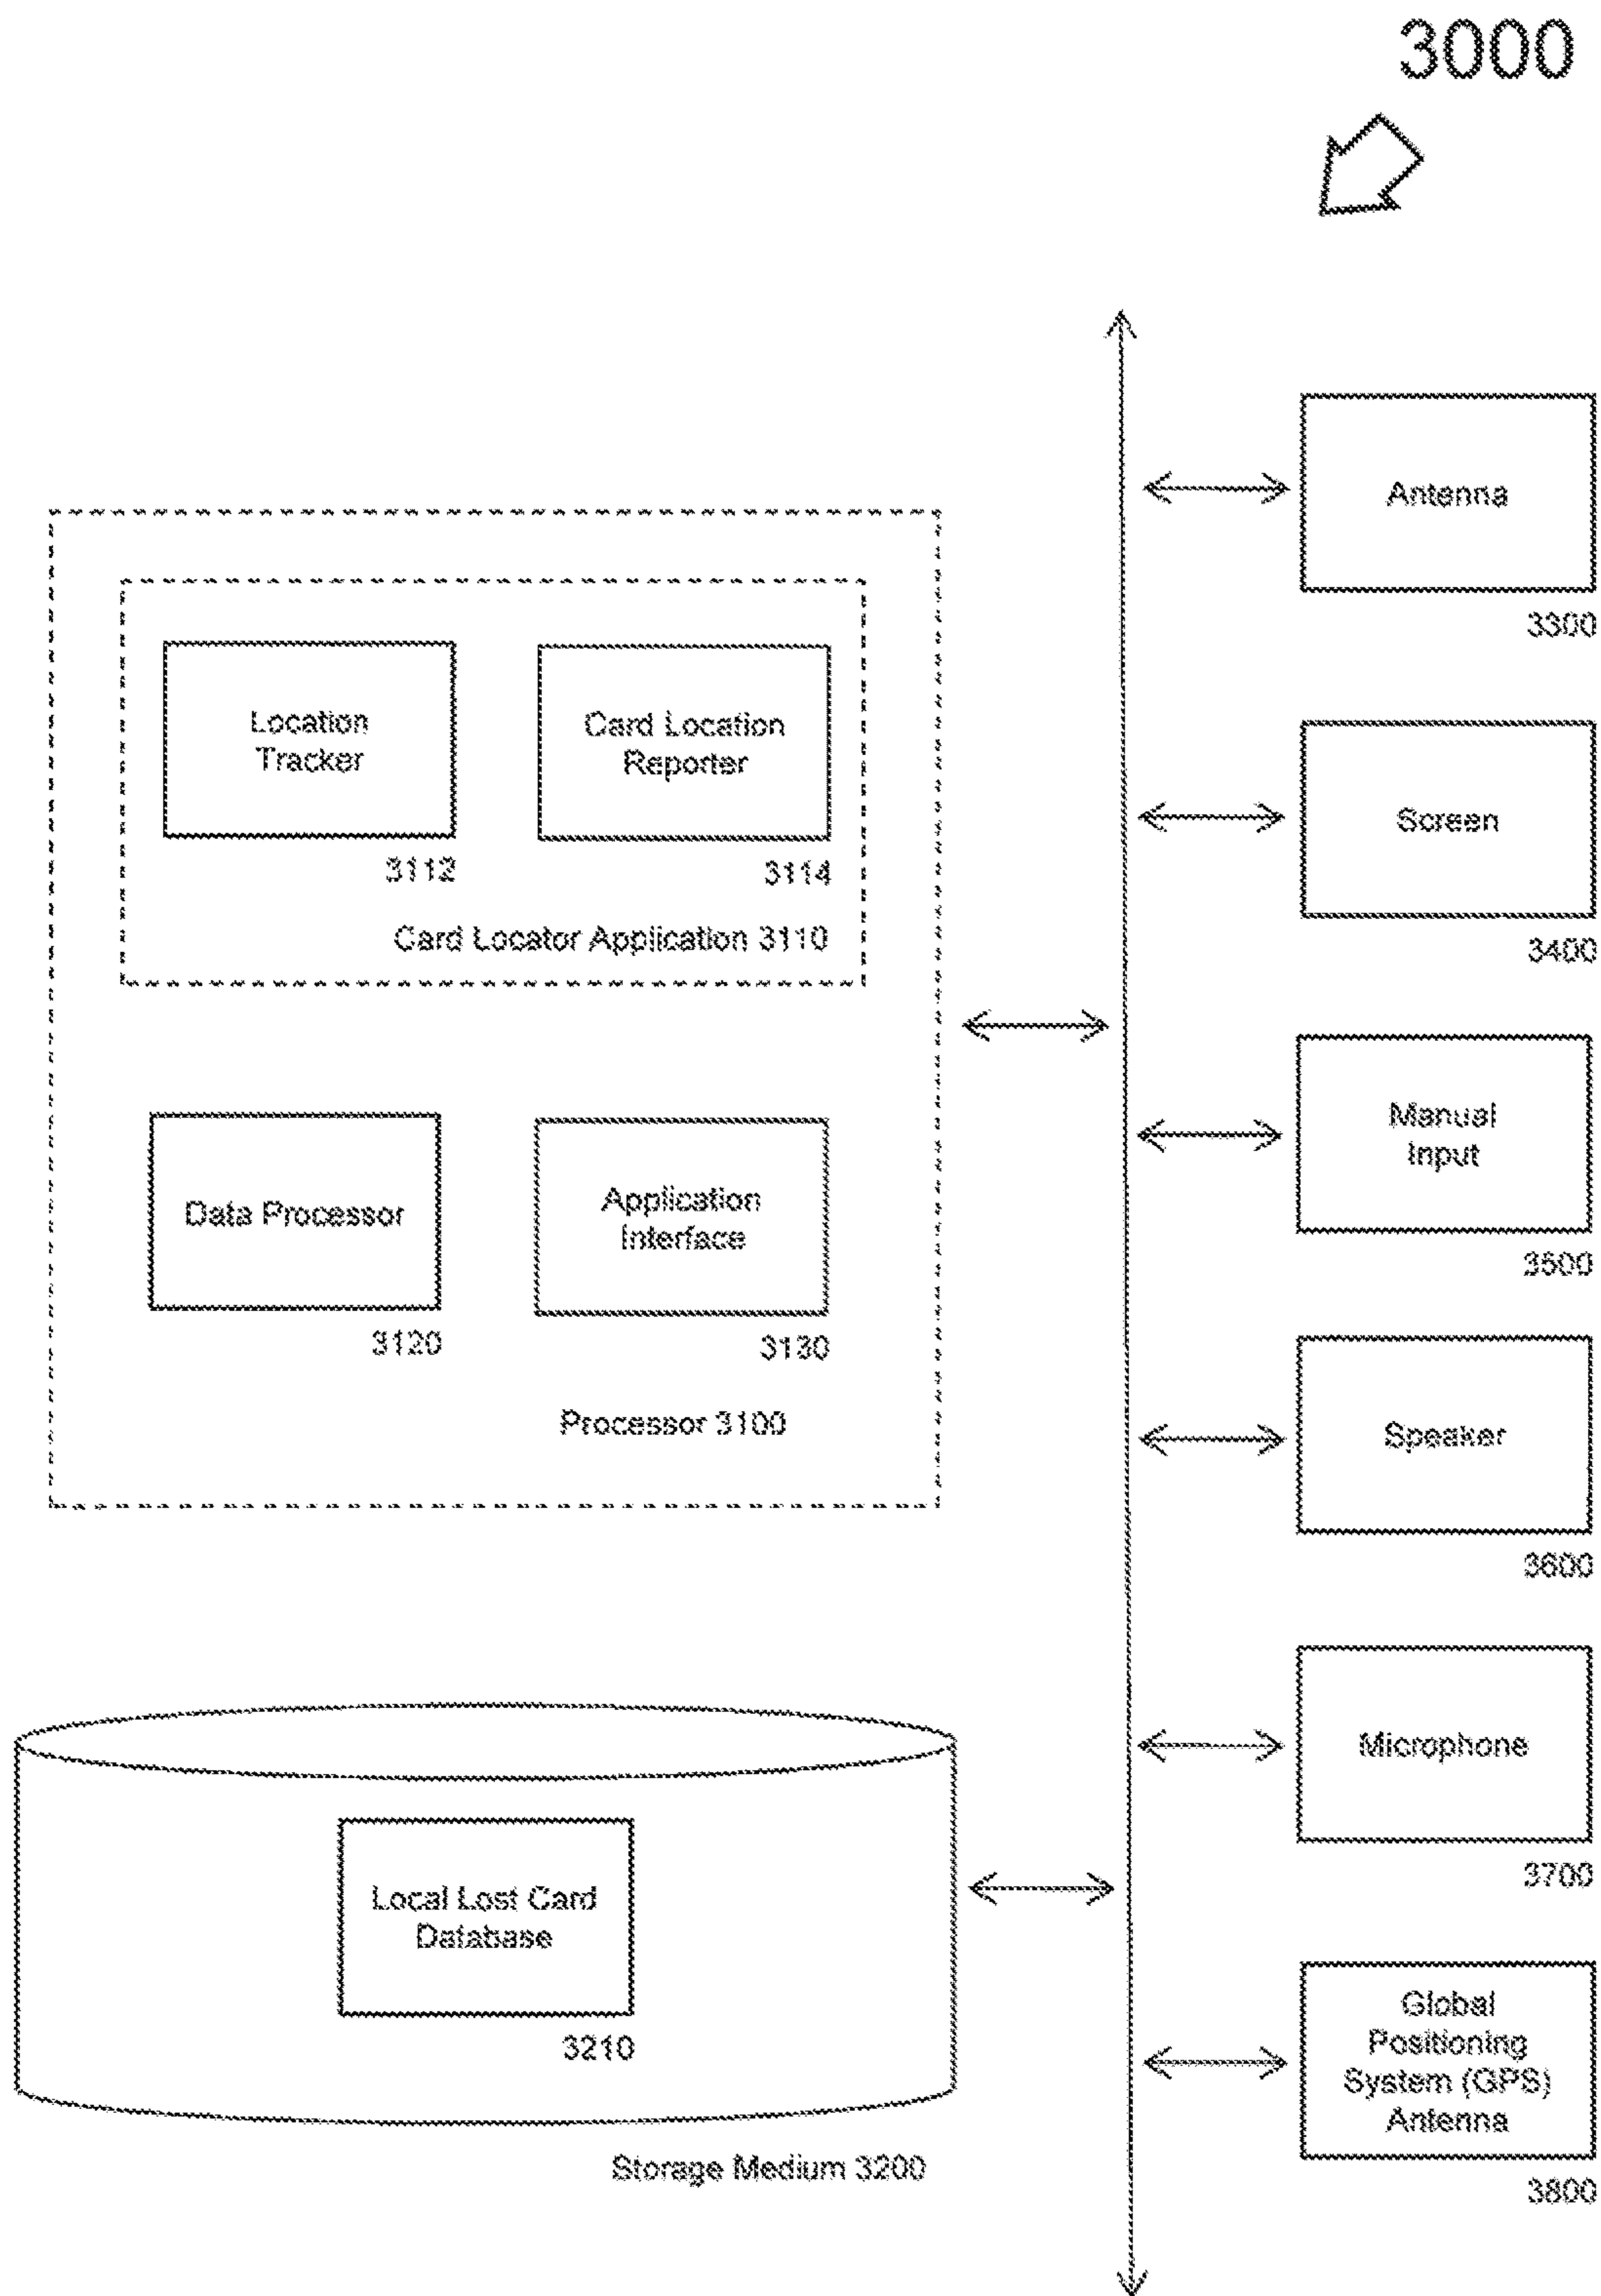 3000
Antenna
3300
Location
Tracker
3112
Card Location
Reporter
3114
Card Locator Application 3110
Screen
3400
Data Processor
3120
Application
Interface
3130
Processor 3100
Manual
Input
3500
Speaker
3600
Microphone
3700
Local Lost Card
Database
3210
Storage Medium 3200
Global
Positioning
System (GPS)
Antenna
3800